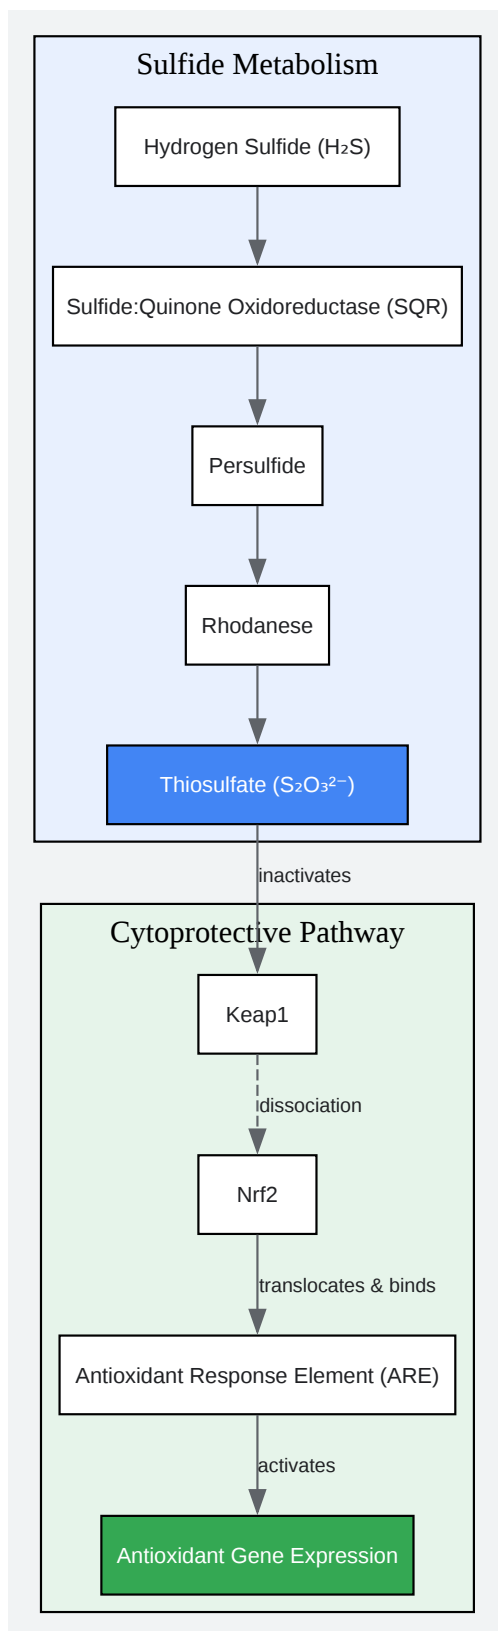 Sulfide Metabolism
Hydrogen Sulfide (H₂S)
Sulfide:Quinone Oxidoreductase (SQR)
Persulfide
Rhodanese
Thiosulfate (S₂O₃²⁻)
inactivates
Cytoprotective Pathway
Keap1
dissociation
Nrf2
translocates & binds
Antioxidant Response Element (ARE)
activates
Antioxidant Gene Expression